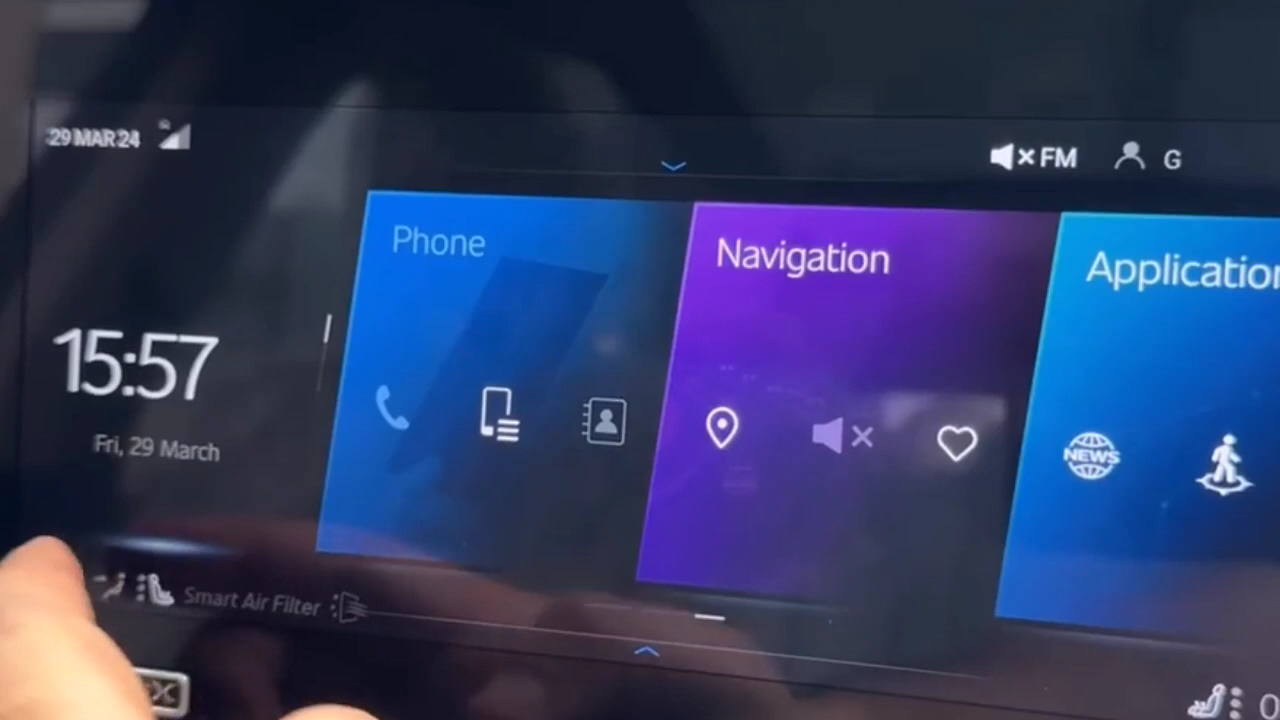 29 MAR 24
FM
G
Phone
Navigation
Application
15:57
Fri, 29 March
NEWS
Smart Air Filter